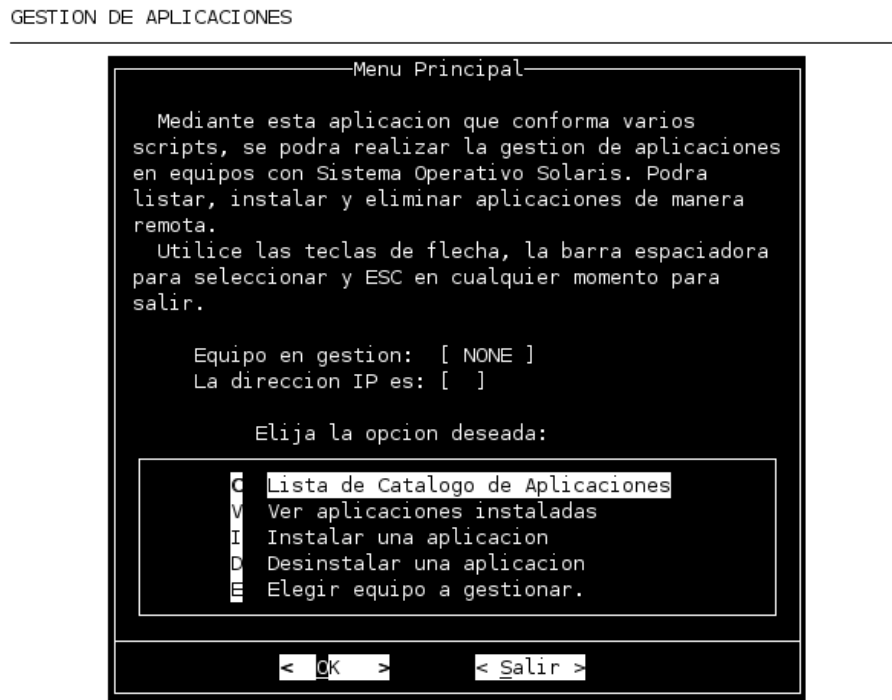 GESTION DE APLICACIONES
Menu Principal
Mediante esta aplicacion que conforma varios
scripts, se podra realizar la gestion de aplicaciones
en equipos con Sistema Operativo Solaris. Podra
listar, instalar y eliminar aplicaciones de manera
remota.
Utilice las teclas de flecha, la barra espaciadora
para seleccionar y ESC en cualquier momento para
salir.
Equipo en gestion: [ NONE ]
La direccion IP es: [ ]
Elija la opcion deseada:
C Lista de Catalogo de Aplicaciones
V Ver aplicaciones instaladas
I Instalar una aplicacion
D Desinstalar una aplicacion
E Elegir equipo a gestionar.
< OK > < Salir >